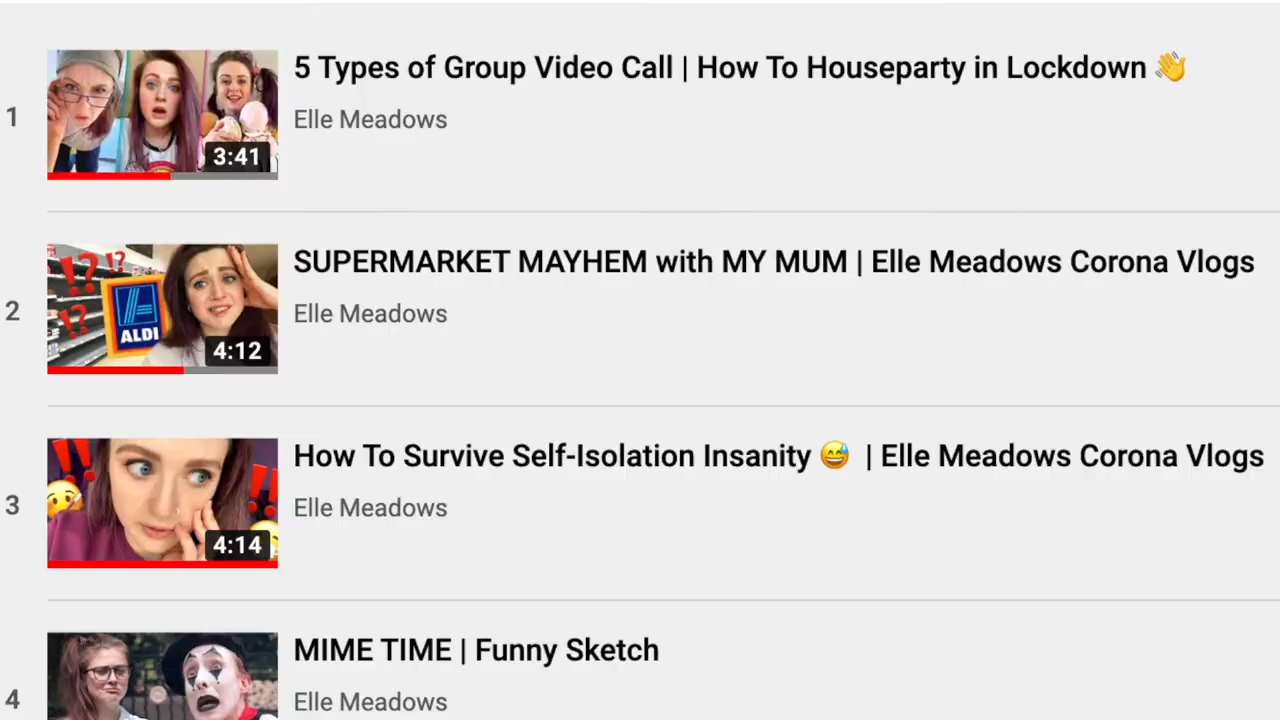 1
5 Types of Group Video Call | How To Houseparty in Lockdown 👋
Elle Meadows
3:41
2
SUPERMARKET MAYHEM with MY MUM | Elle Meadows Corona Vlogs
Elle Meadows
!? !?
!?
ALDI
4:12
3
How To Survive Self-Isolation Insanity 😅 | Elle Meadows Corona Vlogs
Elle Meadows
4:14
4
MIME TIME | Funny Sketch
Elle Meadows